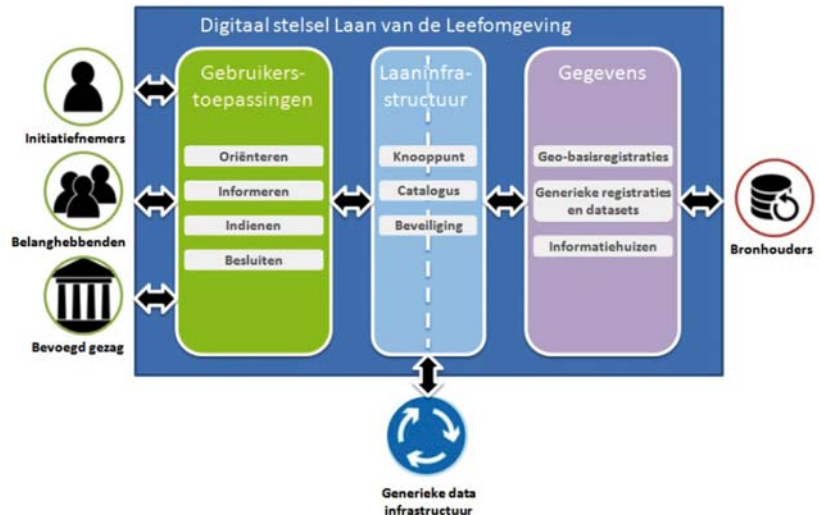 Digitaal stelsel Laan van de Leefomgeving
Initiatiefnemers
Belanghebbenden
Bevoegd gezag
Gebruikers-
toepassingen
Oriënteren
Informeren
Indienen
Besluiten
Laaninfra-
structuur
Knooppunt
Catalogus
Beveiliging
Gegevens
Geo-basisregistraties
Generieke registraties
en datasets
Informatiehuizen
Bronhouders
Generieke data
infrastructuur